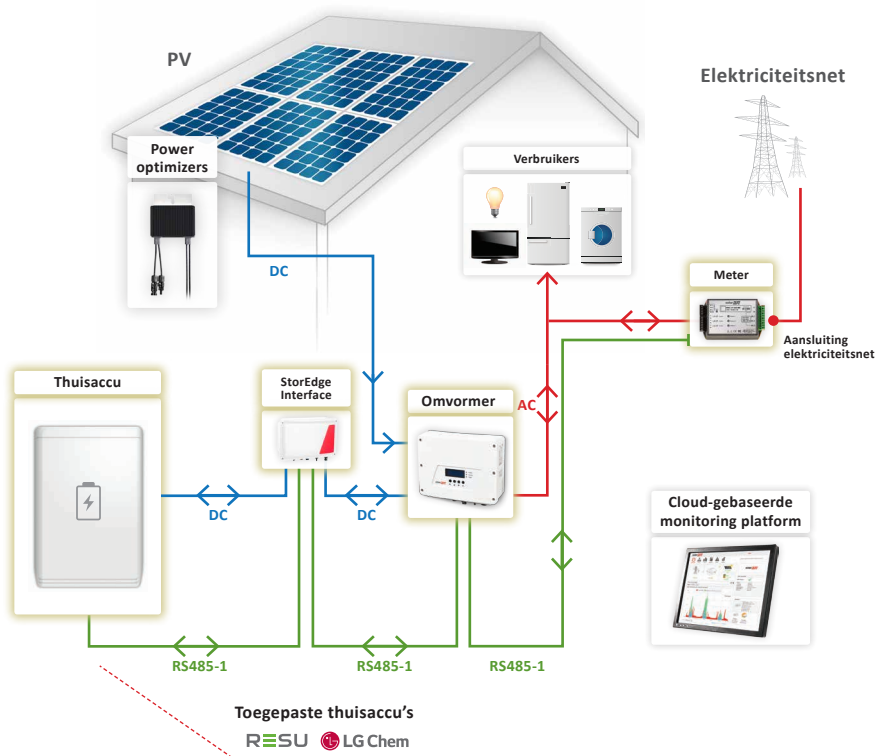 PV
Elektriciteitsnet
Power
optimizers
Verbruikers
DC
Meter
Aansluiting
elektriciteitsnet
Thuisaccu
StorEdge
Interface
Omvormer
AC
DC
DC
Cloud-gebaseerde
monitoring platform
RS485-1
RS485-1
RS485-1
Toegepaste thuisaccu's
RESU LG Chem